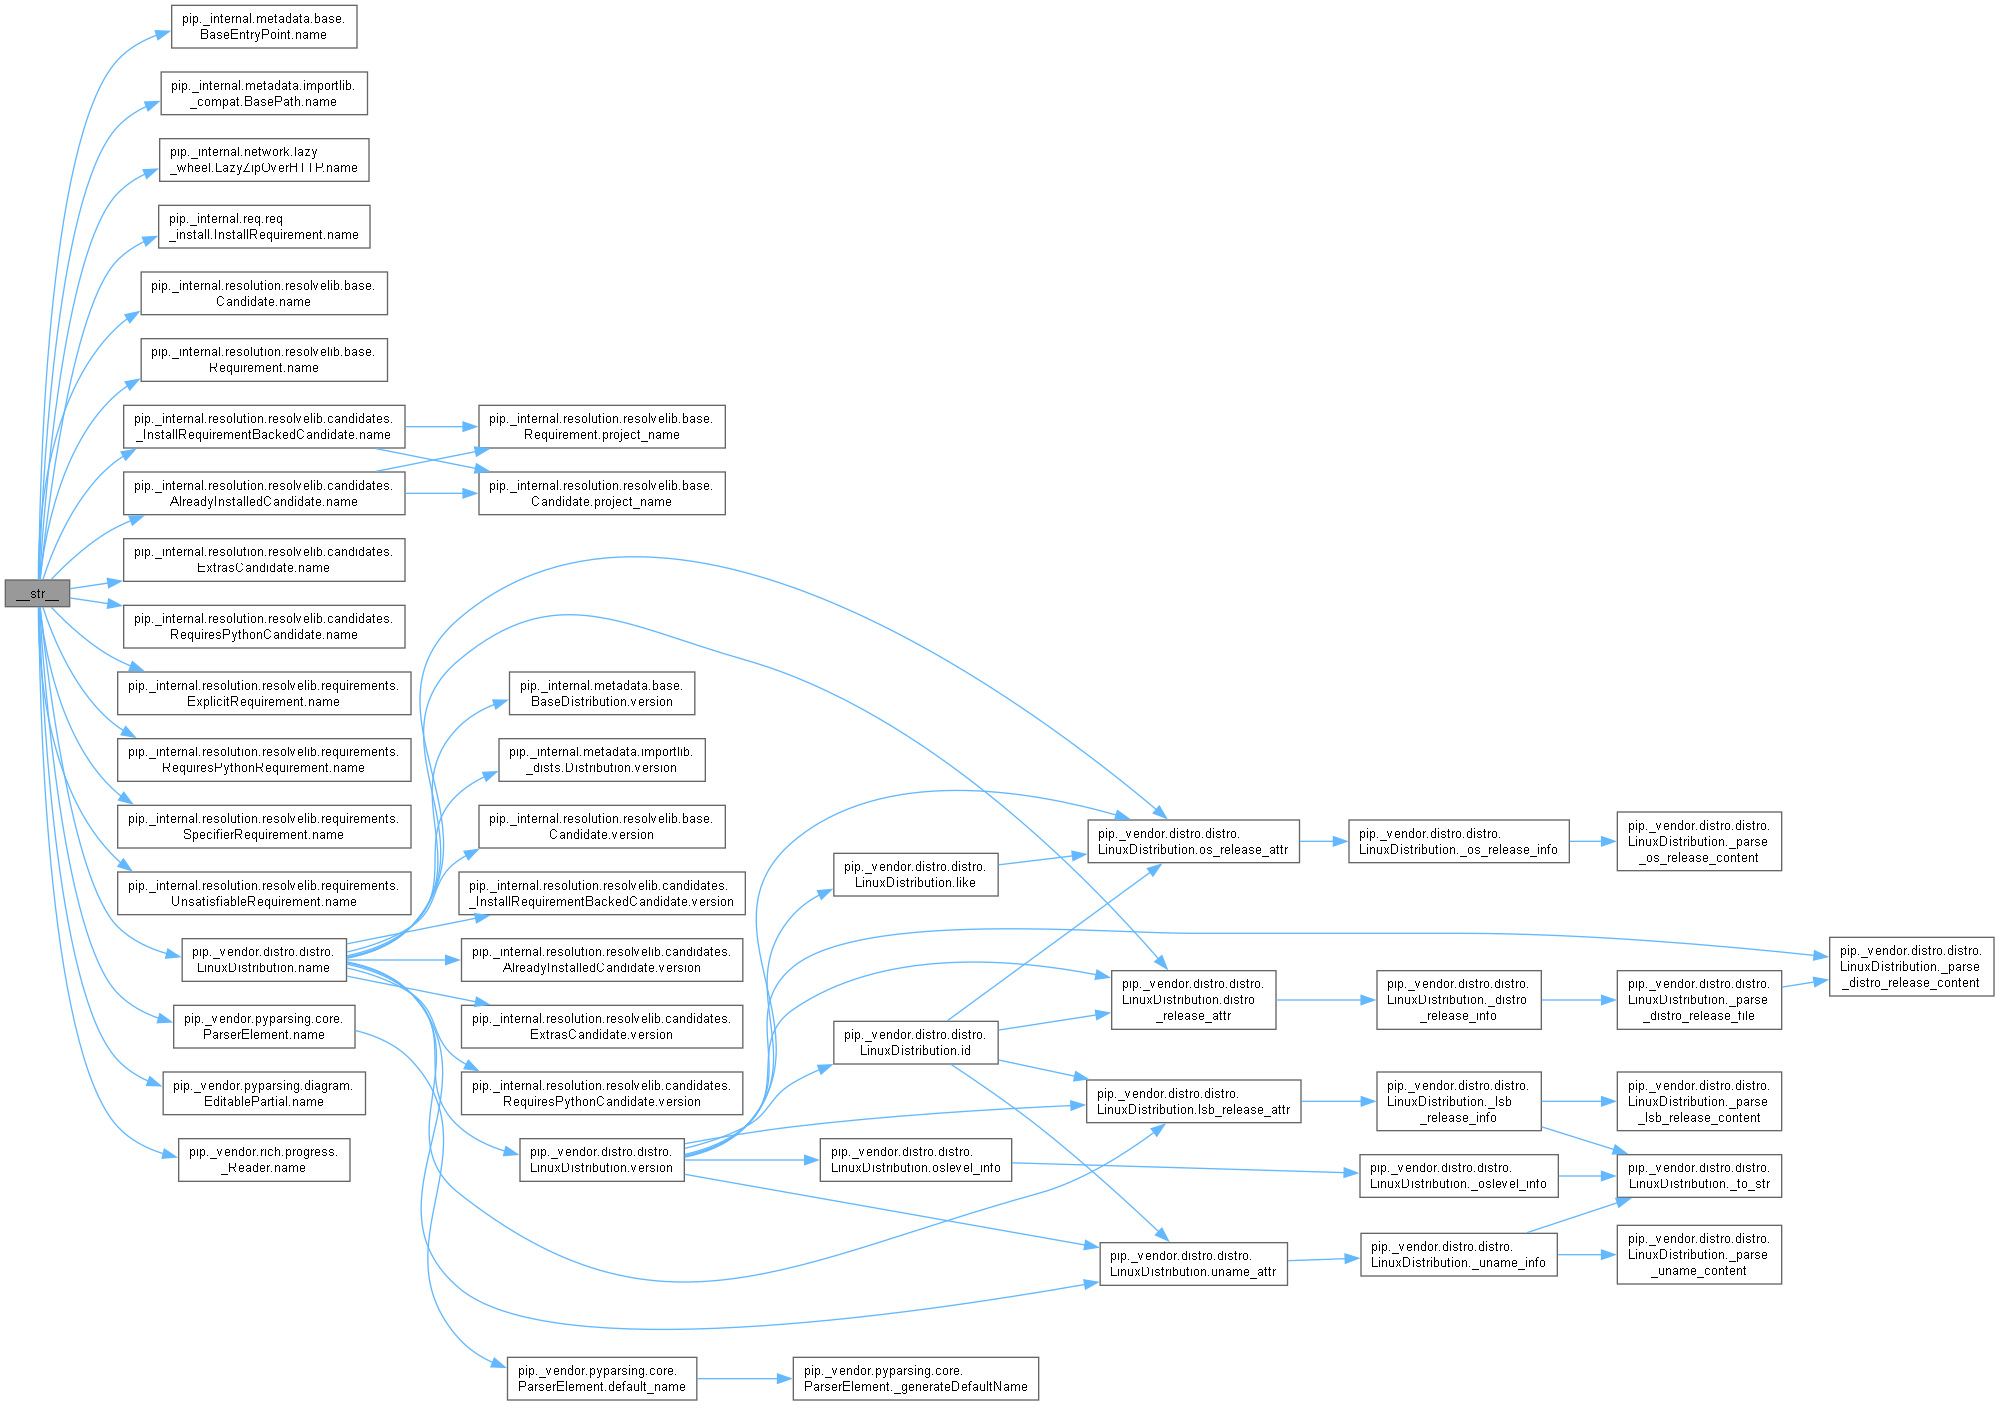 pip._internal.metadata.base.
BaseEntryPoint.name
pip._internal.metadata.importlib.
_compat.BasePath.name
pip._internal.network.lazy
_wheel.LazyZipOverHTTP.name
pip._internal.req.req
_install.InstallRequirement.name
pip._internal.resolution.resolvelib.base.
Candidate.name
pip._internal.resolution.resolvelib.base.
Requirement.name
pip._internal.resolution.resolvelib.candidates.
_InstallRequirementBackedCandidate.name
pip._internal.resolution.resolvelib.candidates.
AlreadyInstalledCandidate.name
pip._internal.resolution.resolvelib.candidates.
ExtrasCandidate.name
__str__
pip._internal.resolution.resolvelib.candidates.
RequiresPythonCandidate.name
pip._internal.resolution.resolvelib.requirements.
ExplicitRequirement.name
pip._internal.resolution.resolvelib.requirements.
RequiresPythonRequirement.name
pip._internal.resolution.resolvelib.requirements.
SpecifierRequirement.name
pip._internal.resolution.resolvelib.requirements.
UnsatisfiableRequirement.name
pip._vendor.distro.distro.
LinuxDistribution.name
pip._vendor.pyparsing.core.
ParserElement.name
pip._vendor.pyparsing.diagram.
EditablePartial.name
pip._vendor.rich.progress.
_Reader.name
pip._internal.resolution.resolvelib.base.
Requirement.project_name
pip._internal.resolution.resolvelib.base.
Candidate.project_name
pip._internal.metadata.base.
BaseDistribution.version
pip._internal.metadata.importlib.
_dists.Distribution.version
pip._internal.resolution.resolvelib.base.
Candidate.version
pip._internal.resolution.resolvelib.candidates.
_InstallRequirementBackedCandidate.version
pip._internal.resolution.resolvelib.candidates.
AlreadyInstalledCandidate.version
pip._internal.resolution.resolvelib.candidates.
ExtrasCandidate.version
pip._internal.resolution.resolvelib.candidates.
RequiresPythonCandidate.version
pip._vendor.distro.distro.
LinuxDistribution.version
pip._vendor.pyparsing.core.
ParserElement.default_name
pip._vendor.distro.distro.
LinuxDistribution.like
pip._vendor.distro.distro.
LinuxDistribution.id
pip._vendor.distro.distro.
LinuxDistribution.oslevel_info
pip._vendor.pyparsing.core.
ParserElement._generateDefaultName
pip._vendor.distro.distro.
LinuxDistribution.os_release_attr
pip._vendor.distro.distro.
LinuxDistribution.distro
_release_attr
pip._vendor.distro.distro.
LinuxDistribution.lsb_release_attr
pip._vendor.distro.distro.
LinuxDistribution.uname_attr
pip._vendor.distro.distro.
LinuxDistribution._os_release_info
pip._vendor.distro.distro.
LinuxDistribution._distro
_release_info
pip._vendor.distro.distro.
LinuxDistribution._lsb
_release_info
pip._vendor.distro.distro.
LinuxDistribution._oslevel_info
pip._vendor.distro.distro.
LinuxDistribution._uname_info
pip._vendor.distro.distro.
LinuxDistribution._parse
_os_release_content
pip._vendor.distro.distro.
LinuxDistribution._parse
_distro_release_file
pip._vendor.distro.distro.
LinuxDistribution._parse
_lsb_release_content
pip._vendor.distro.distro.
LinuxDistribution._to_str
pip._vendor.distro.distro.
LinuxDistribution._parse
_uname_content
pip._vendor.distro.distro.
LinuxDistribution._parse
_distro_release_content